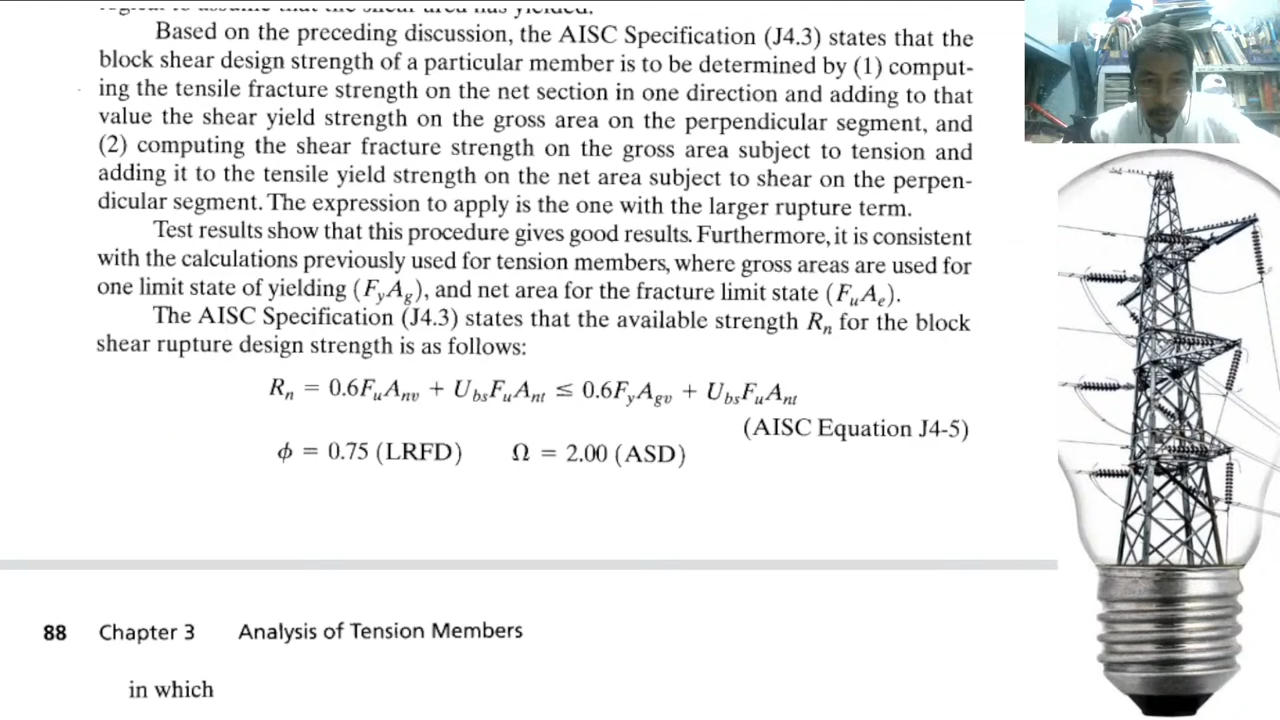 Based on the preceding discussion, the AISC Specification (J4.3) states that the
block shear design strength of a particular member is to be determined by (1) comput-
ing the tensile fracture strength on the net section in one direction and adding to that
value the shear yield strength on the gross area on the perpendicular segment, and
(2) computing the shear fracture strength on the gross area subject to tension and
adding it to the tensile yield strength on the net area subject to shear on the perpen-
dicular segment. The expression to apply is the one with the larger rupture term.
Test results show that this procedure gives good results. Furthermore, it is consistent
with the calculations previously used for tension members, where gross areas are used for
one limit state of yielding (FyAg), and net area for the fracture limit state (FuAe).
The AISC Specification (J4.3) states that the available strength Rn for the block
shear rupture design strength is as follows:
Rn = 0.6FuAnv + UbsFuAnt ≤ 0.6FyAgv + UbsFuAnt
(AISC Equation J4-5)
ϕ = 0.75 (LRFD) Ω = 2.00 (ASD)
88 Chapter 3 Analysis of Tension Members
in which